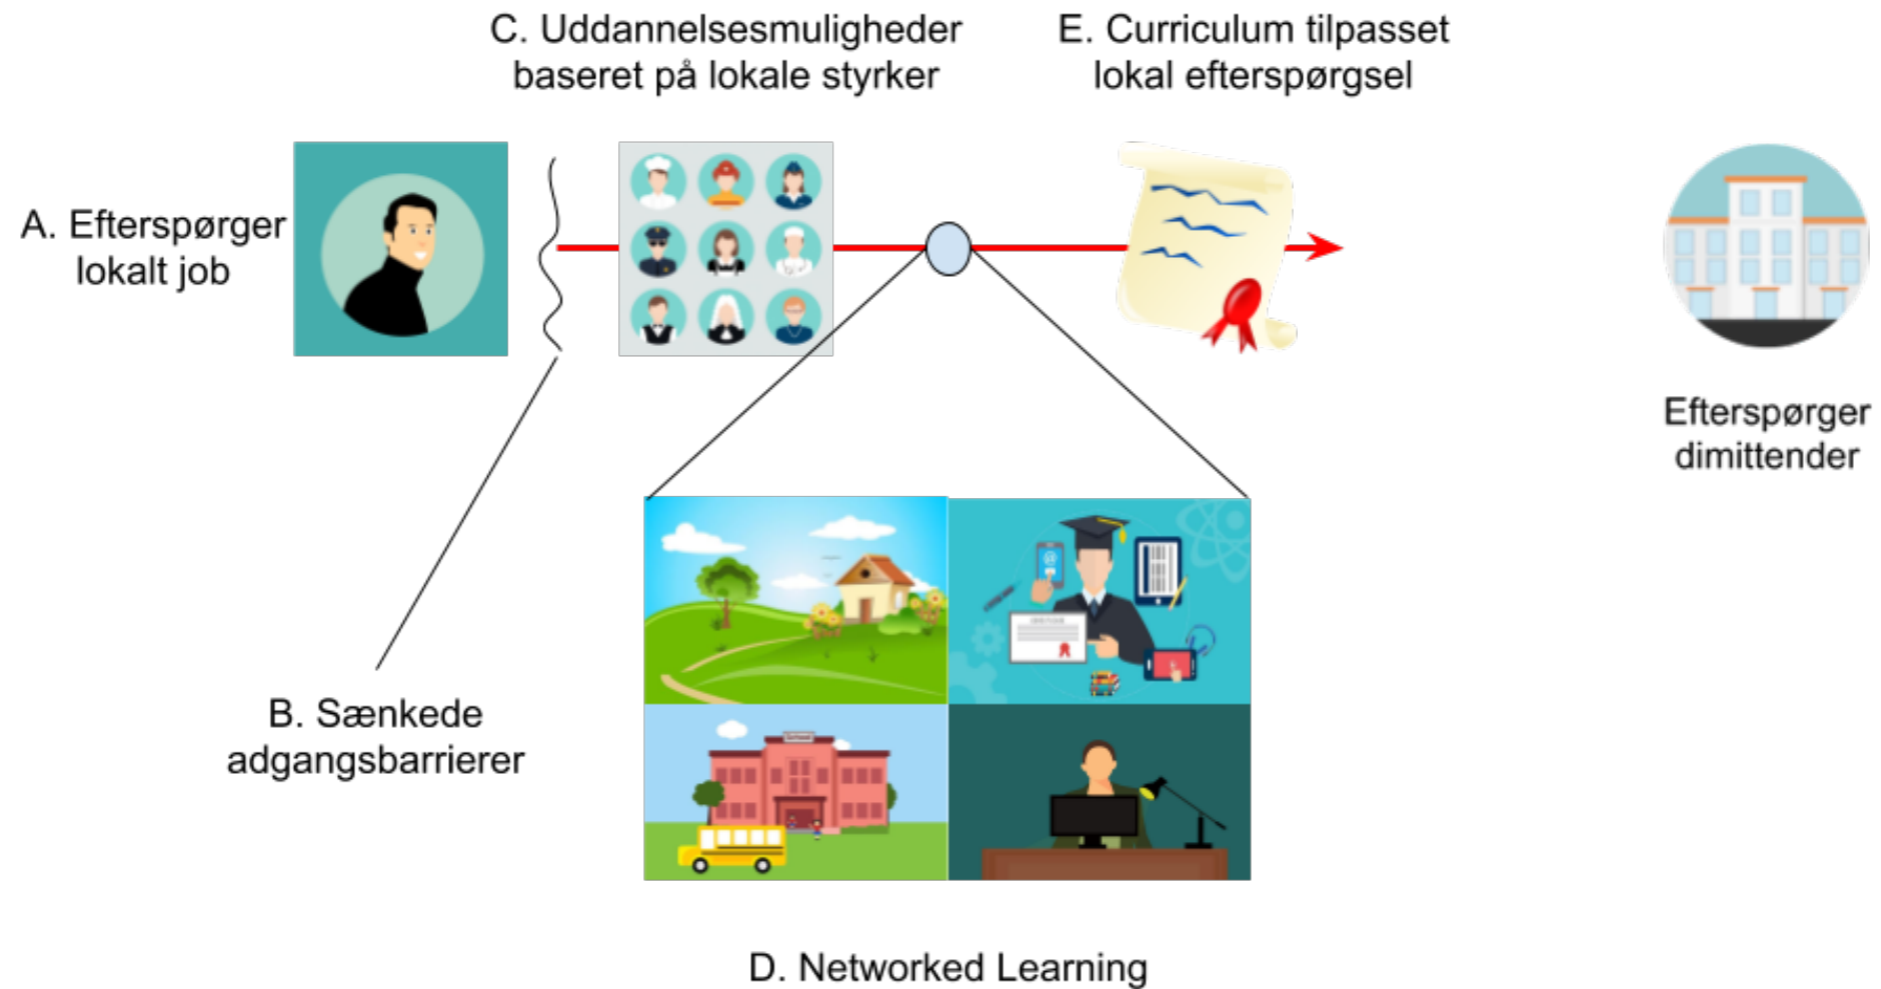 C. Uddannelsesmuligheder
baseret på lokale styrker
E. Curriculum tilpasset
lokal efterspørgsel
A. Efterspørger
lokalt job
Efterspørger
dimittender
B. Sænkede
adgangsbarrierer
D. Networked Learning